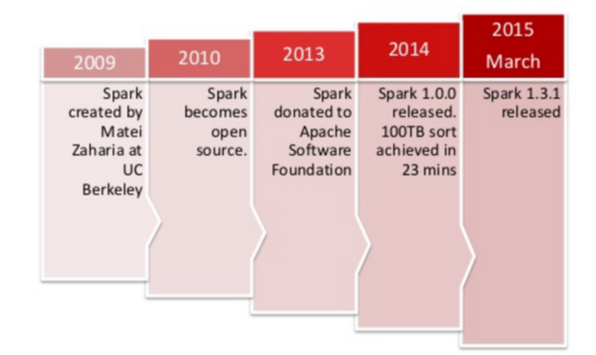 2009
Spark
created by
Matei
Zaharia at
UC
Berkeley
2010
Spark
becomes
open
source.
2013
Spark
donated to
Apache
Software
Foundation
2014
Spark 1.0.0
released.
100TB sort
achieved in
23 mins
2015
March
Spark 1.3.1
released